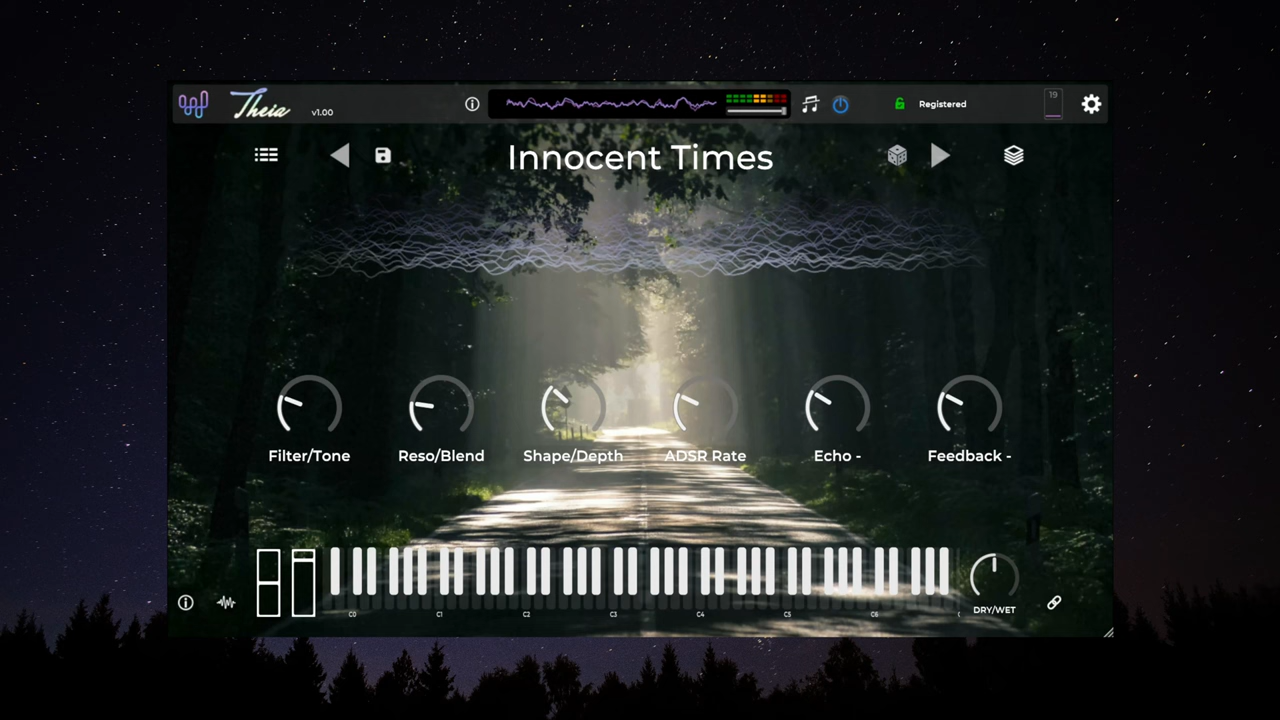 Theia
v1.00
Registered
19
Innocent Times
Filter/Tone
Reso/Blend
Shape/Depth
ADSR Rate
Echo -
Feedback -
C0
C1
C2
C3
C4
C5
C6
DRY/WET